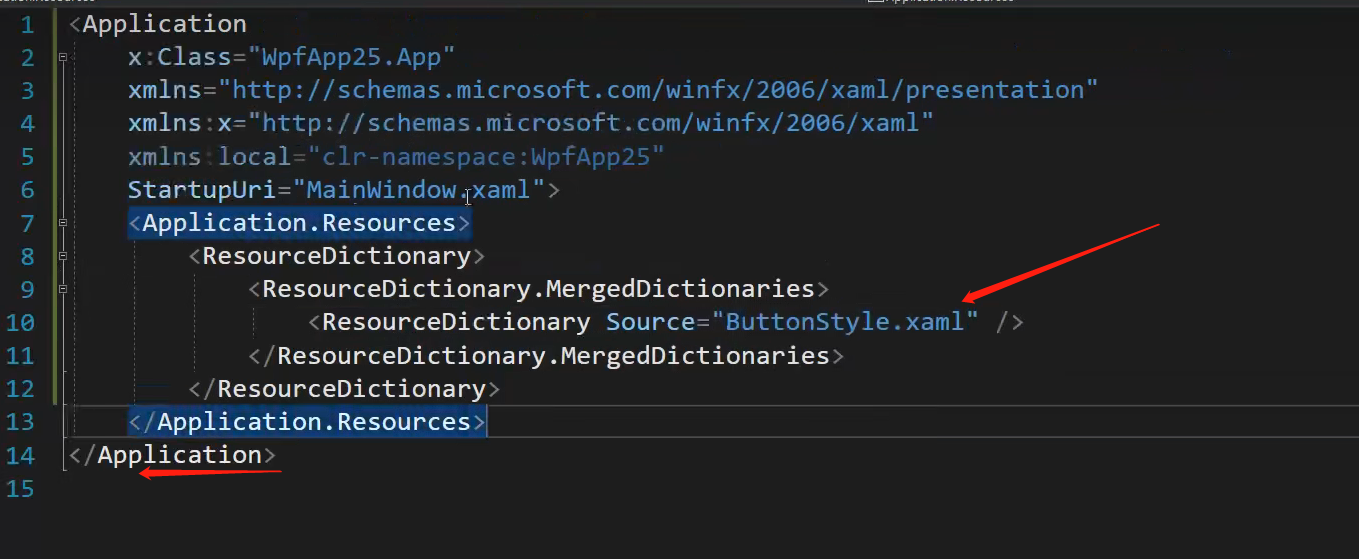 1 <Application
2 x:Class="WpfApp25.App"
3 xmlns="http://schemas.microsoft.com/winfx/2006/xaml/presentation"
4 xmlns:x="http://schemas.microsoft.com/winfx/2006/xaml"
5 xmlns:local="clr-namespace:WpfApp25"
6 StartupUri="MainWindow.xaml">
7 <Application.Resources>
8 <ResourceDictionary>
9 <ResourceDictionary.MergedDictionaries>
10 <ResourceDictionary Source="ButtonStyle.xaml" />
11 </ResourceDictionary.MergedDictionaries>
12 </ResourceDictionary>
13 </Application.Resources>
14 </Application>
15